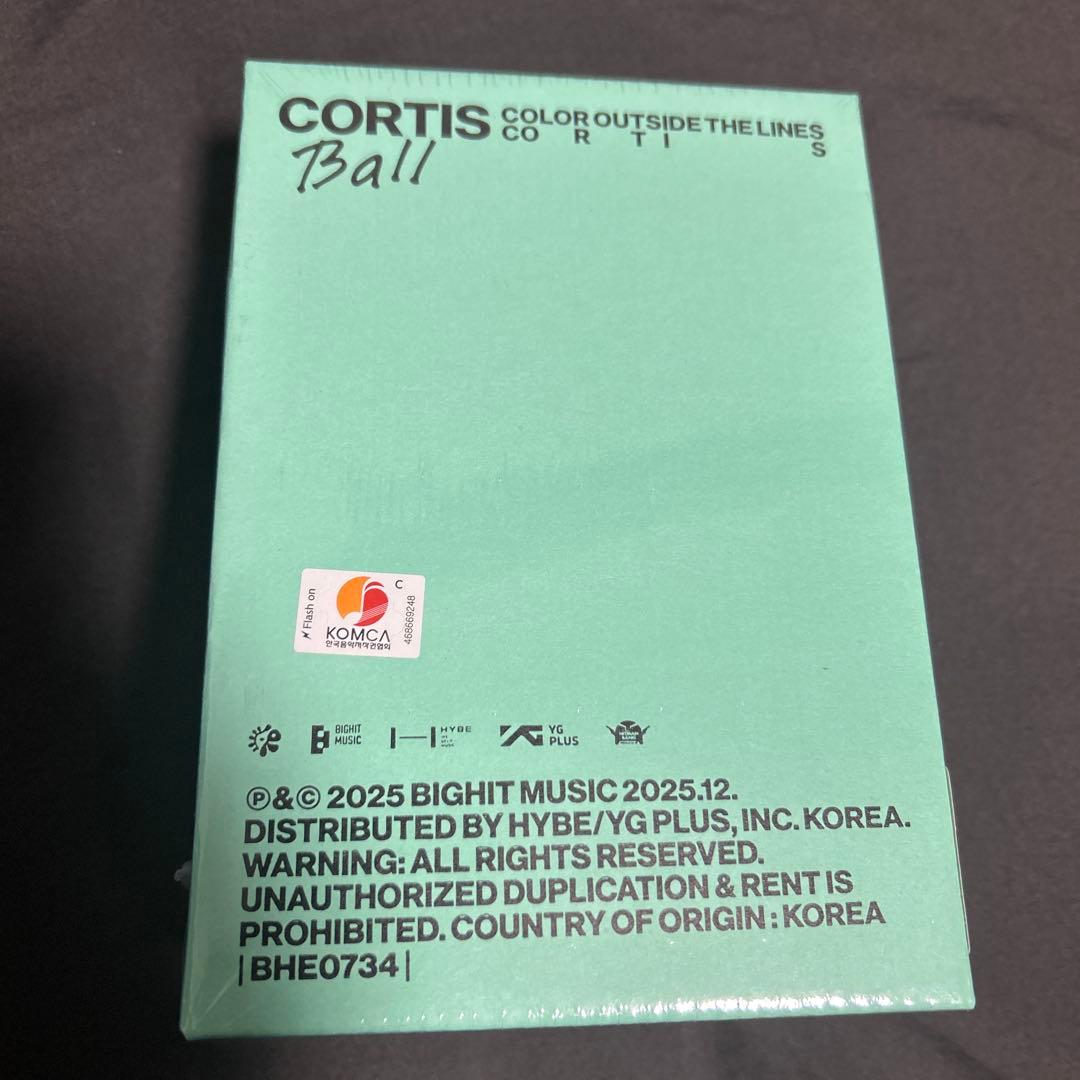 CORTIS
COLOR OUTSIDE THE LINES
CO R T I S
Ball
Flash on
C
KOMCA
한국음악저작권협회
468669248
BIGHIT
MUSIC
HYBE
YG
PLUS
Ⓟ&Ⓒ 2025 BIGHIT MUSIC 2025.12.
DISTRIBUTED BY HYBE/YG PLUS, INC. KOREA.
WARNING: ALL RIGHTS RESERVED.
UNAUTHORIZED DUPLICATION & RENT IS
PROHIBITED. COUNTRY OF ORIGIN : KOREA
| BHE0734 |